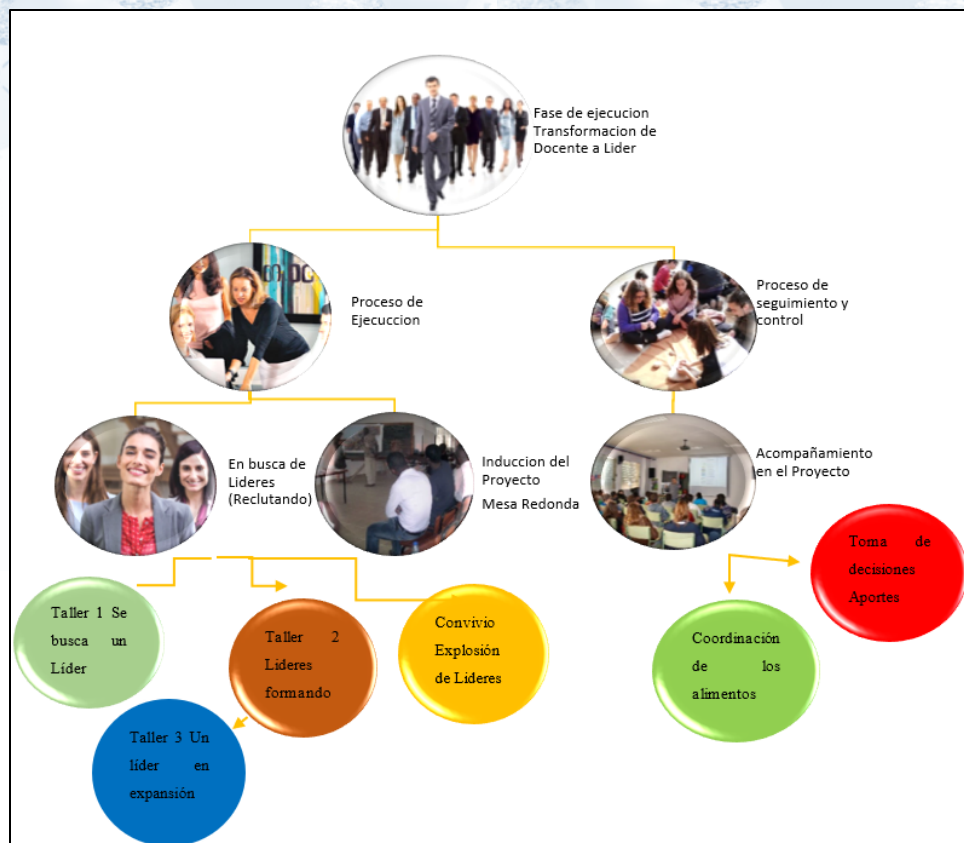 Fase de ejecucion
Transformacion de
Docente a Lider
Proceso de
Ejecuccion
Proceso de
seguimiento y
control
En busca de
Lideres
(Reclutando)
Induccion del
Proyecto
Mesa Redonda
Acompañamiento
en el Proyecto
Taller 1 Se
busca un
Líder
Taller 2
Lideres
formando
Convivio
Explosión
de Lideres
Taller 3 Un
líder en
expansión
Coordinación
de los
alimentos
Toma de
decisiones
Aportes